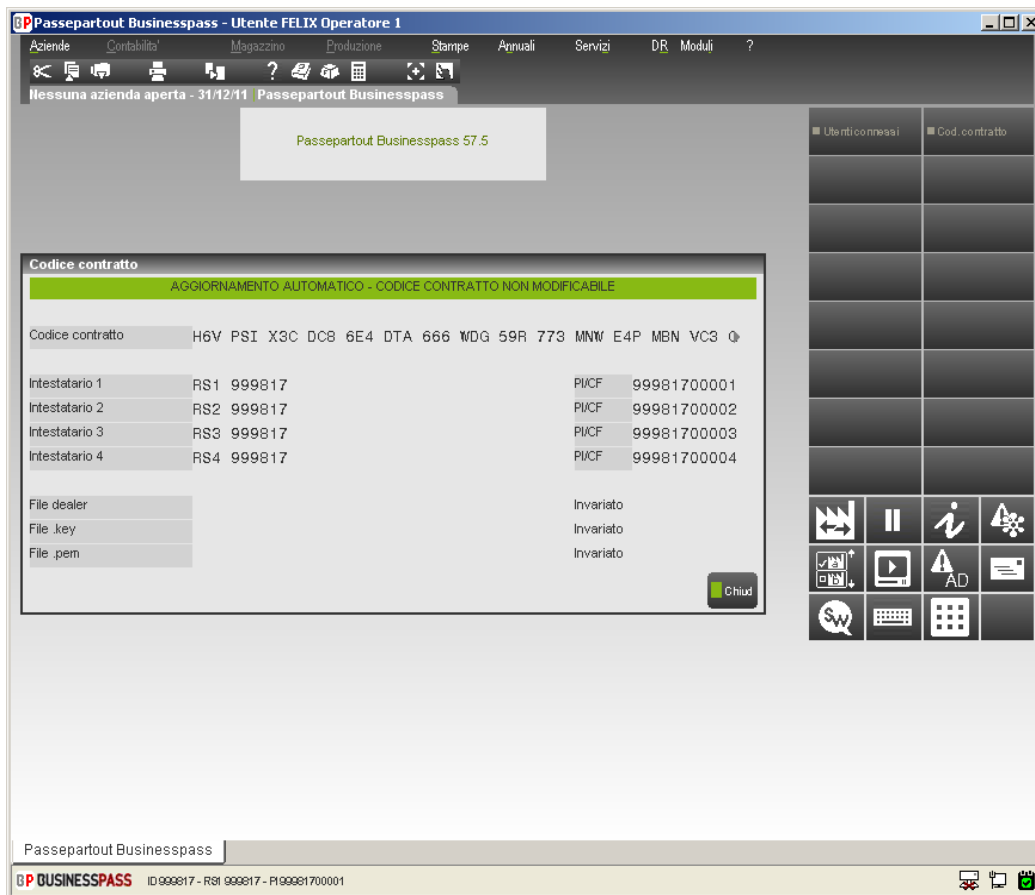 BP Passepartout Businesspass - Utente FELIX Operatore 1
Aziende Contabilita' Magazzino Produzione Stampe Annuali Servizi DR Moduli ?
Nessuna azienda aperta - 31/12/11 Passepartout Businesspass
Passepartout Businesspass 57.5
Utenti connessi Cod. contratto
Codice contratto
AGGIORNAMENTO AUTOMATICO - CODICE CONTRATTO NON MODIFICABILE
Codice contratto H6V PSI X3C DC8 6E4 DTA 666 WDG 59R 773 MNW E4P MBN VC3
Intestatario 1 RS1 999817 PI/CF 99981700001
Intestatario 2 RS2 999817 PI/CF 99981700002
Intestatario 3 RS3 999817 PI/CF 99981700003
Intestatario 4 RS4 999817 PI/CF 99981700004
File dealer Invariato
File .key Invariato
File .pem Invariato
Chiud
AD
SW
Passepartout Businesspass
BP BUSINESSPASS ID 999817 - RS1 999817 - PI 99981700001